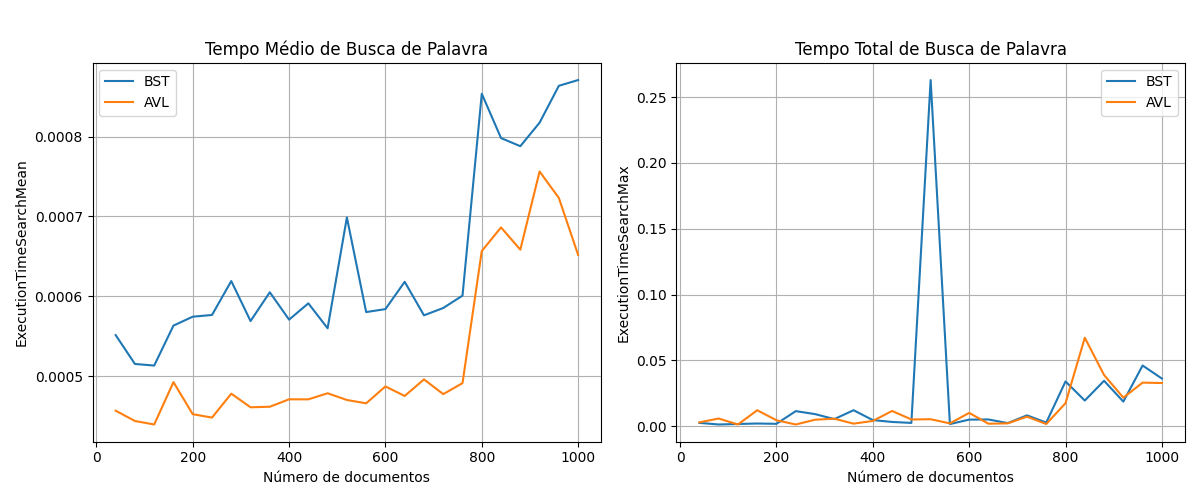 Tempo Médio de Busca de Palavra
BST
AVL
ExecutionTimeSearchMean
0.0008
0.0007
0.0006
0.0005
0
200
400
600
800
1000
Número de documentos
Tempo Total de Busca de Palavra
BST
AVL
ExecutionTimeSearchMax
0.25
0.20
0.15
0.10
0.05
0.00
0
200
400
600
800
1000
Número de documentos